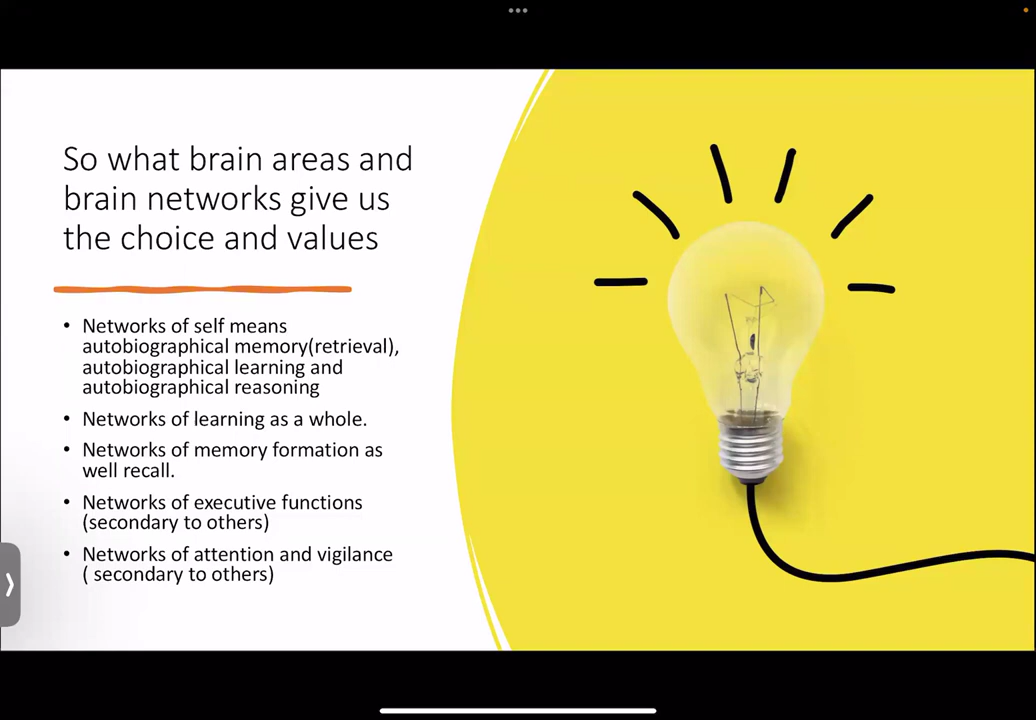 So what brain areas and
brain networks give us
the choice and values
• Networks of self means
autobiographical memory(retrieval),
autobiographical learning and
autobiographical reasoning
• Networks of learning as a whole.
• Networks of memory formation as
well recall.
• Networks of executive functions
(secondary to others)
• Networks of attention and vigilance
( secondary to others)